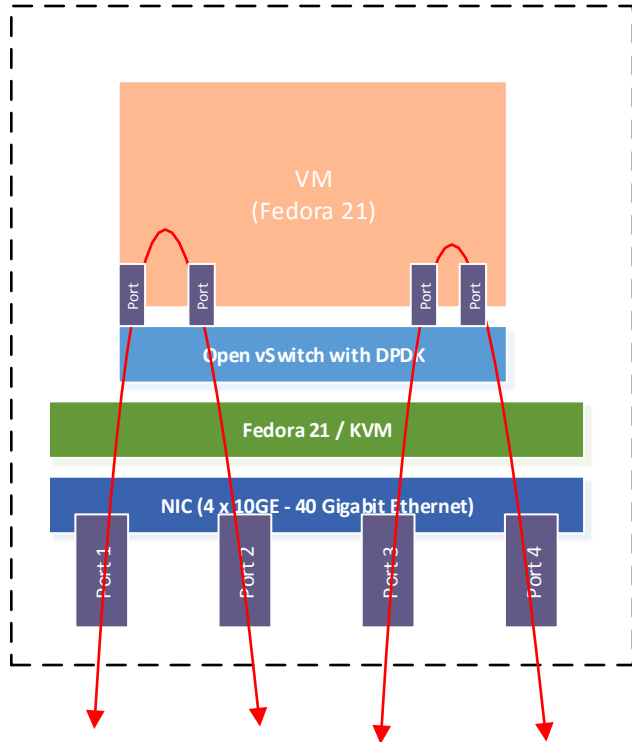 VM
(Fedora 21)
Port
Port
Port
Port
Open vSwitch with DPDK
Fedora 21 / KVM
NIC (4 x 10GE - 40 Gigabit Ethernet)
Port 1
Port 2
Port 3
Port 4